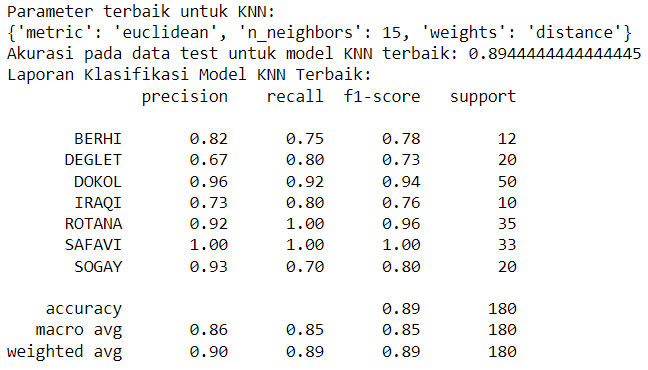 Parameter terbaik untuk KNN:
{'metric': 'euclidean', 'n_neighbors': 15, 'weights': 'distance'}
Akurasi pada data test untuk model KNN terbaik: 0.8944444444444445
Laporan Klasifikasi Model KNN Terbaik:
              precision    recall  f1-score   support

       BERHI       0.82      0.75      0.78        12
      DEGLET       0.67      0.80      0.73        20
       DOKOL       0.96      0.92      0.94        50
       IRAQI       0.73      0.80      0.76        10
      ROTANA       0.92      1.00      0.96        35
      SAFAVI       1.00      1.00      1.00        33
       SOGAY       0.93      0.70      0.80        20

    accuracy                           0.89       180
   macro avg       0.86      0.85      0.85       180
weighted avg       0.90      0.89      0.89       180